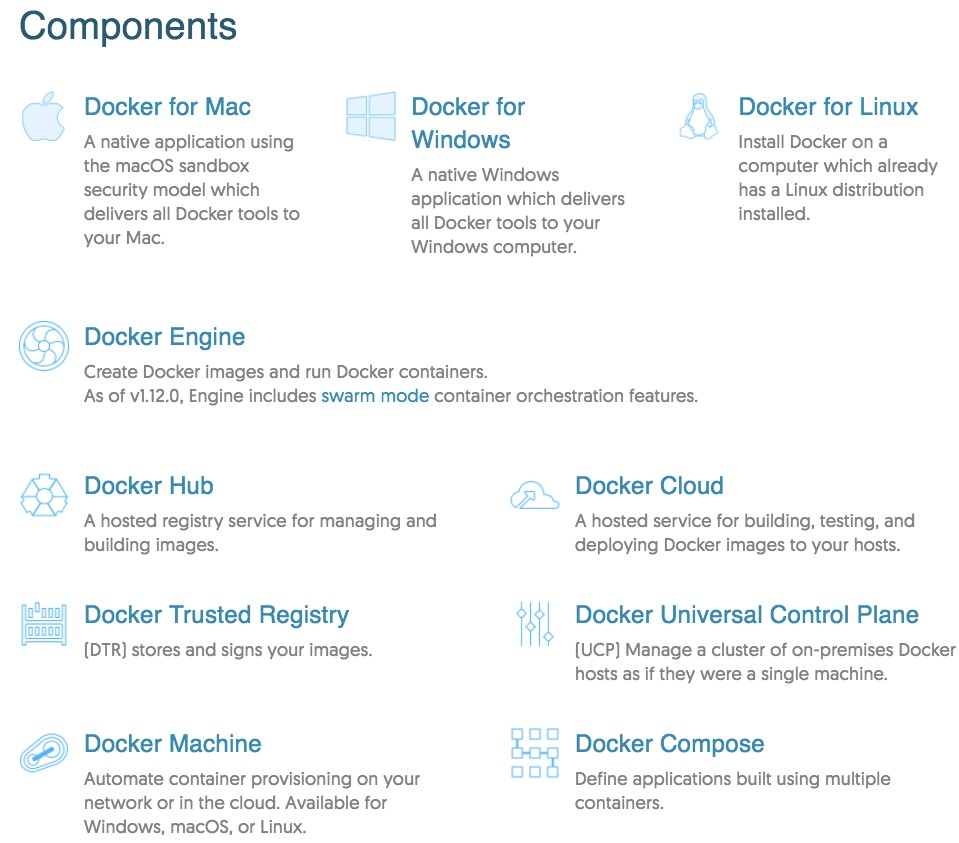 Components
Docker for Mac
A native application using
the macOS sandbox
security model which
delivers all Docker tools to
your Mac.
Docker for
Windows
A native Windows
application which delivers
all Docker tools to your
Windows computer.
Docker for Linux
Install Docker on a
computer which already
has a Linux distribution
installed.
Docker Engine
Create Docker images and run Docker containers.
As of v1.12.0, Engine includes swarm mode container orchestration features.
Docker Hub
A hosted registry service for managing and
building images.
Docker Cloud
A hosted service for building, testing, and
deploying Docker images to your hosts.
Docker Trusted Registry
(DTR) stores and signs your images.
Docker Universal Control Plane
(UCP) Manage a cluster of on-premises Docker
hosts as if they were a single machine.
Docker Machine
Automate container provisioning on your
network or in the cloud. Available for
Windows, macOS, or Linux.
Docker Compose
Define applications built using multiple
containers.